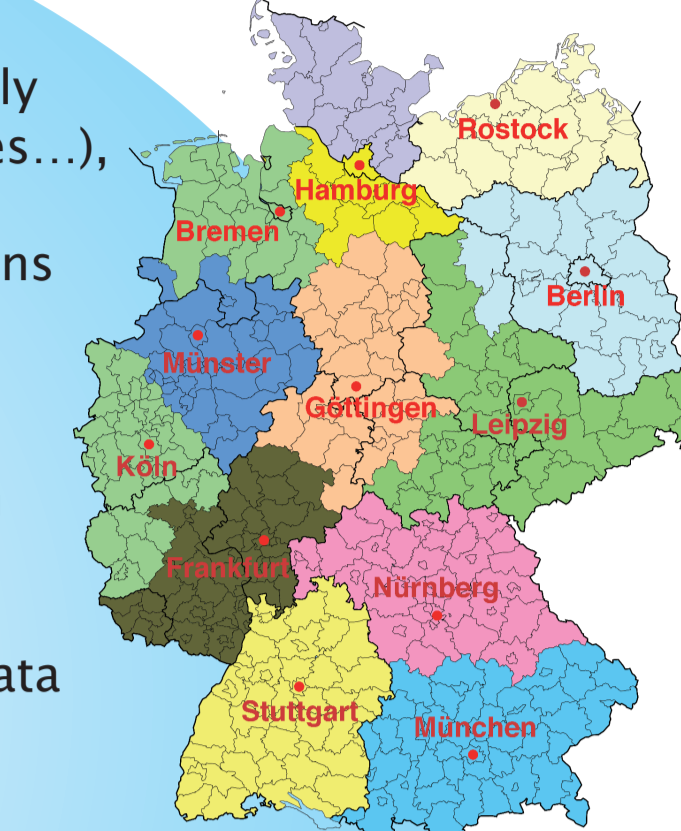 ly
es...),
ns
ata
Rostock
Hamburg
Bremen
Berlin
Münster
Göttingen
Leipzig
Köln
Frankfurt
Nürnberg
Stuttgart
München